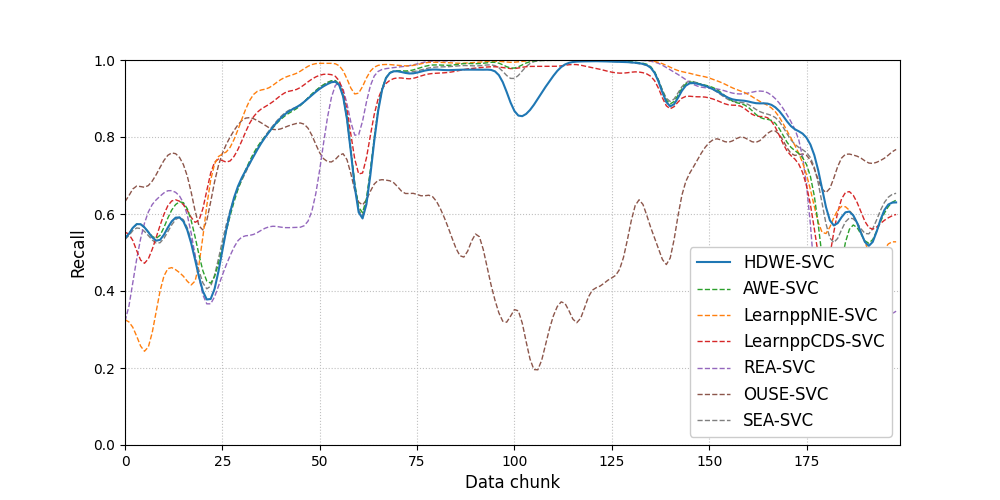 1.0
0.8
0.6
0.4
0.2
0.0
Recall
0 25 50 75 100 125 150 175
Data chunk
HDWE-SVC
AWE-SVC
LearnppNIE-SVC
LearnppCDS-SVC
REA-SVC
OUSE-SVC
SEA-SVC